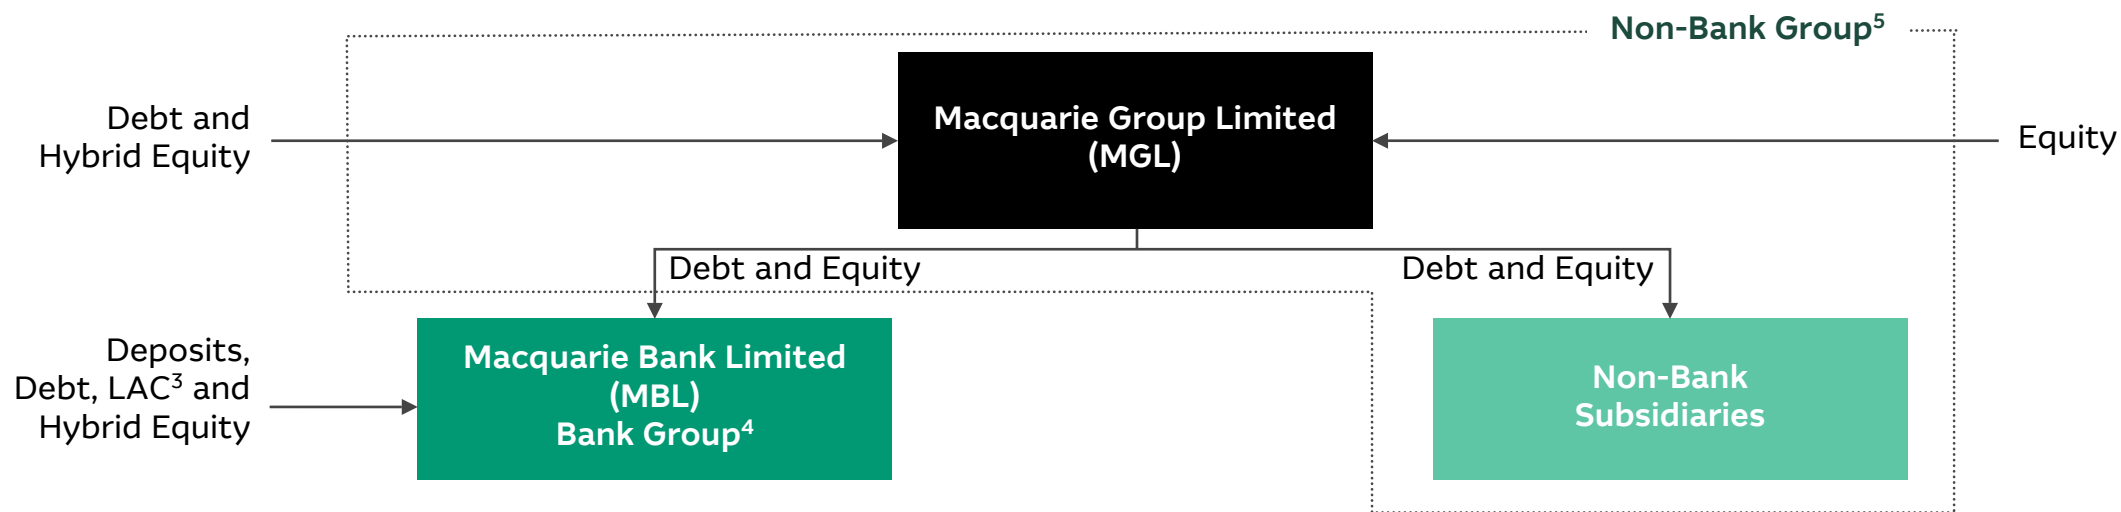 Non-Bank Group⁵
Debt and
Hybrid Equity
Macquarie Group Limited
(MGL)
Equity
Debt and Equity
Debt and Equity
Deposits,
Debt, LAC³ and
Hybrid Equity
Macquarie Bank Limited
(MBL)
Bank Group⁴
Non-Bank
Subsidiaries